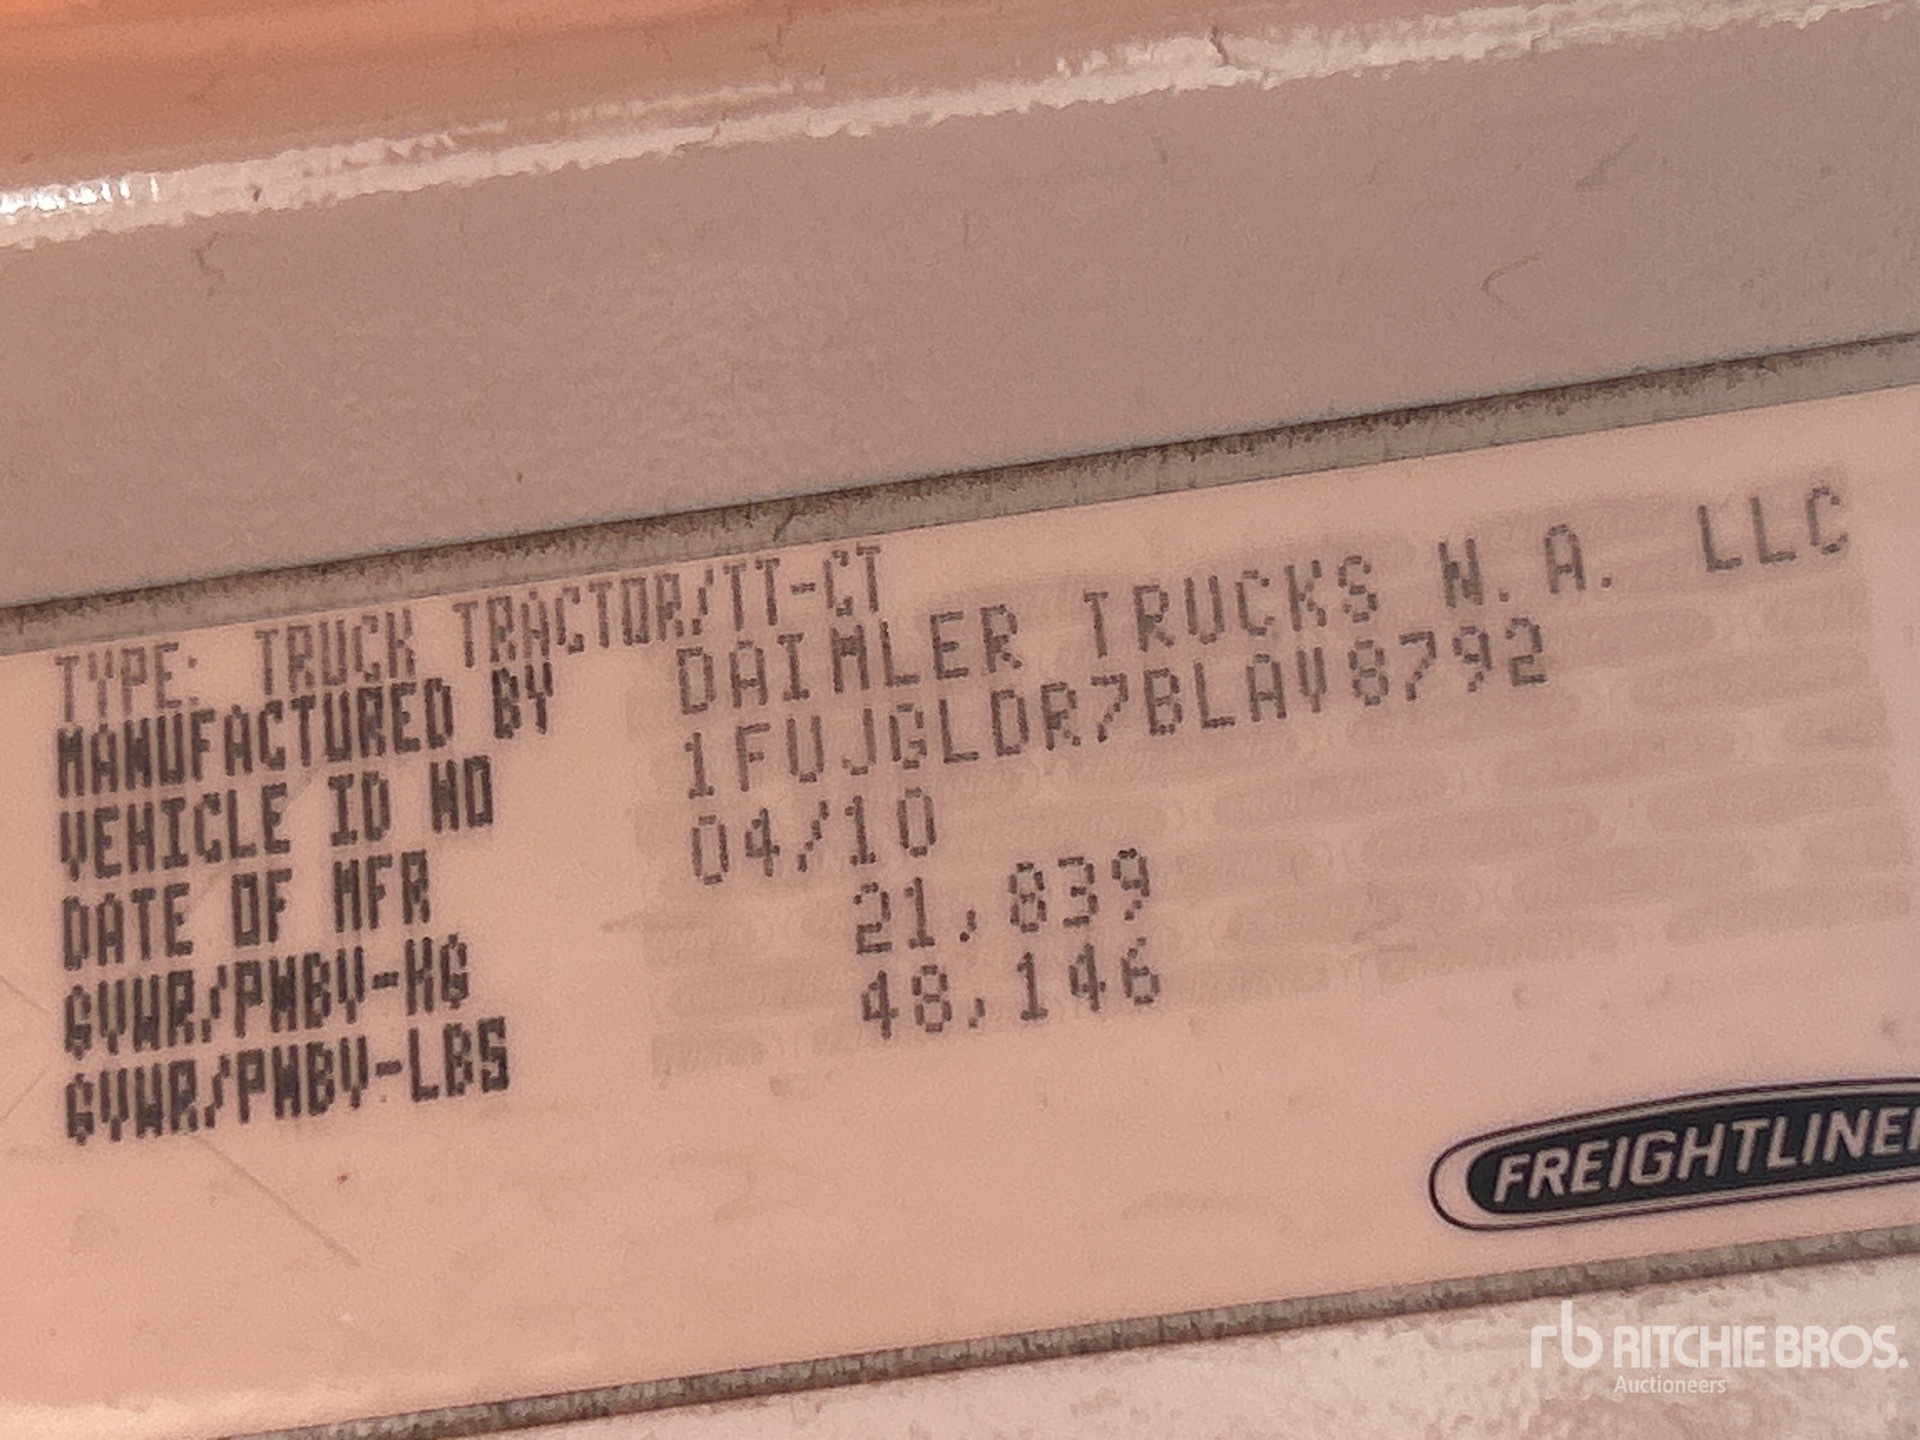 TYPE: TRUCK TRACTOR/TT-CT
MANUFACTURED BY DAIMLER TRUCKS N.A. LLC
VEHICLE ID NO 1FUJGLDR7BLAV8792
DATE OF MFR 04/10
GVWR/PNBV-KG 21,839
GVWR/PNBV-LBS 48,146
FREIGHTLINER
rb RITCHIE BROS.
Auctioneers